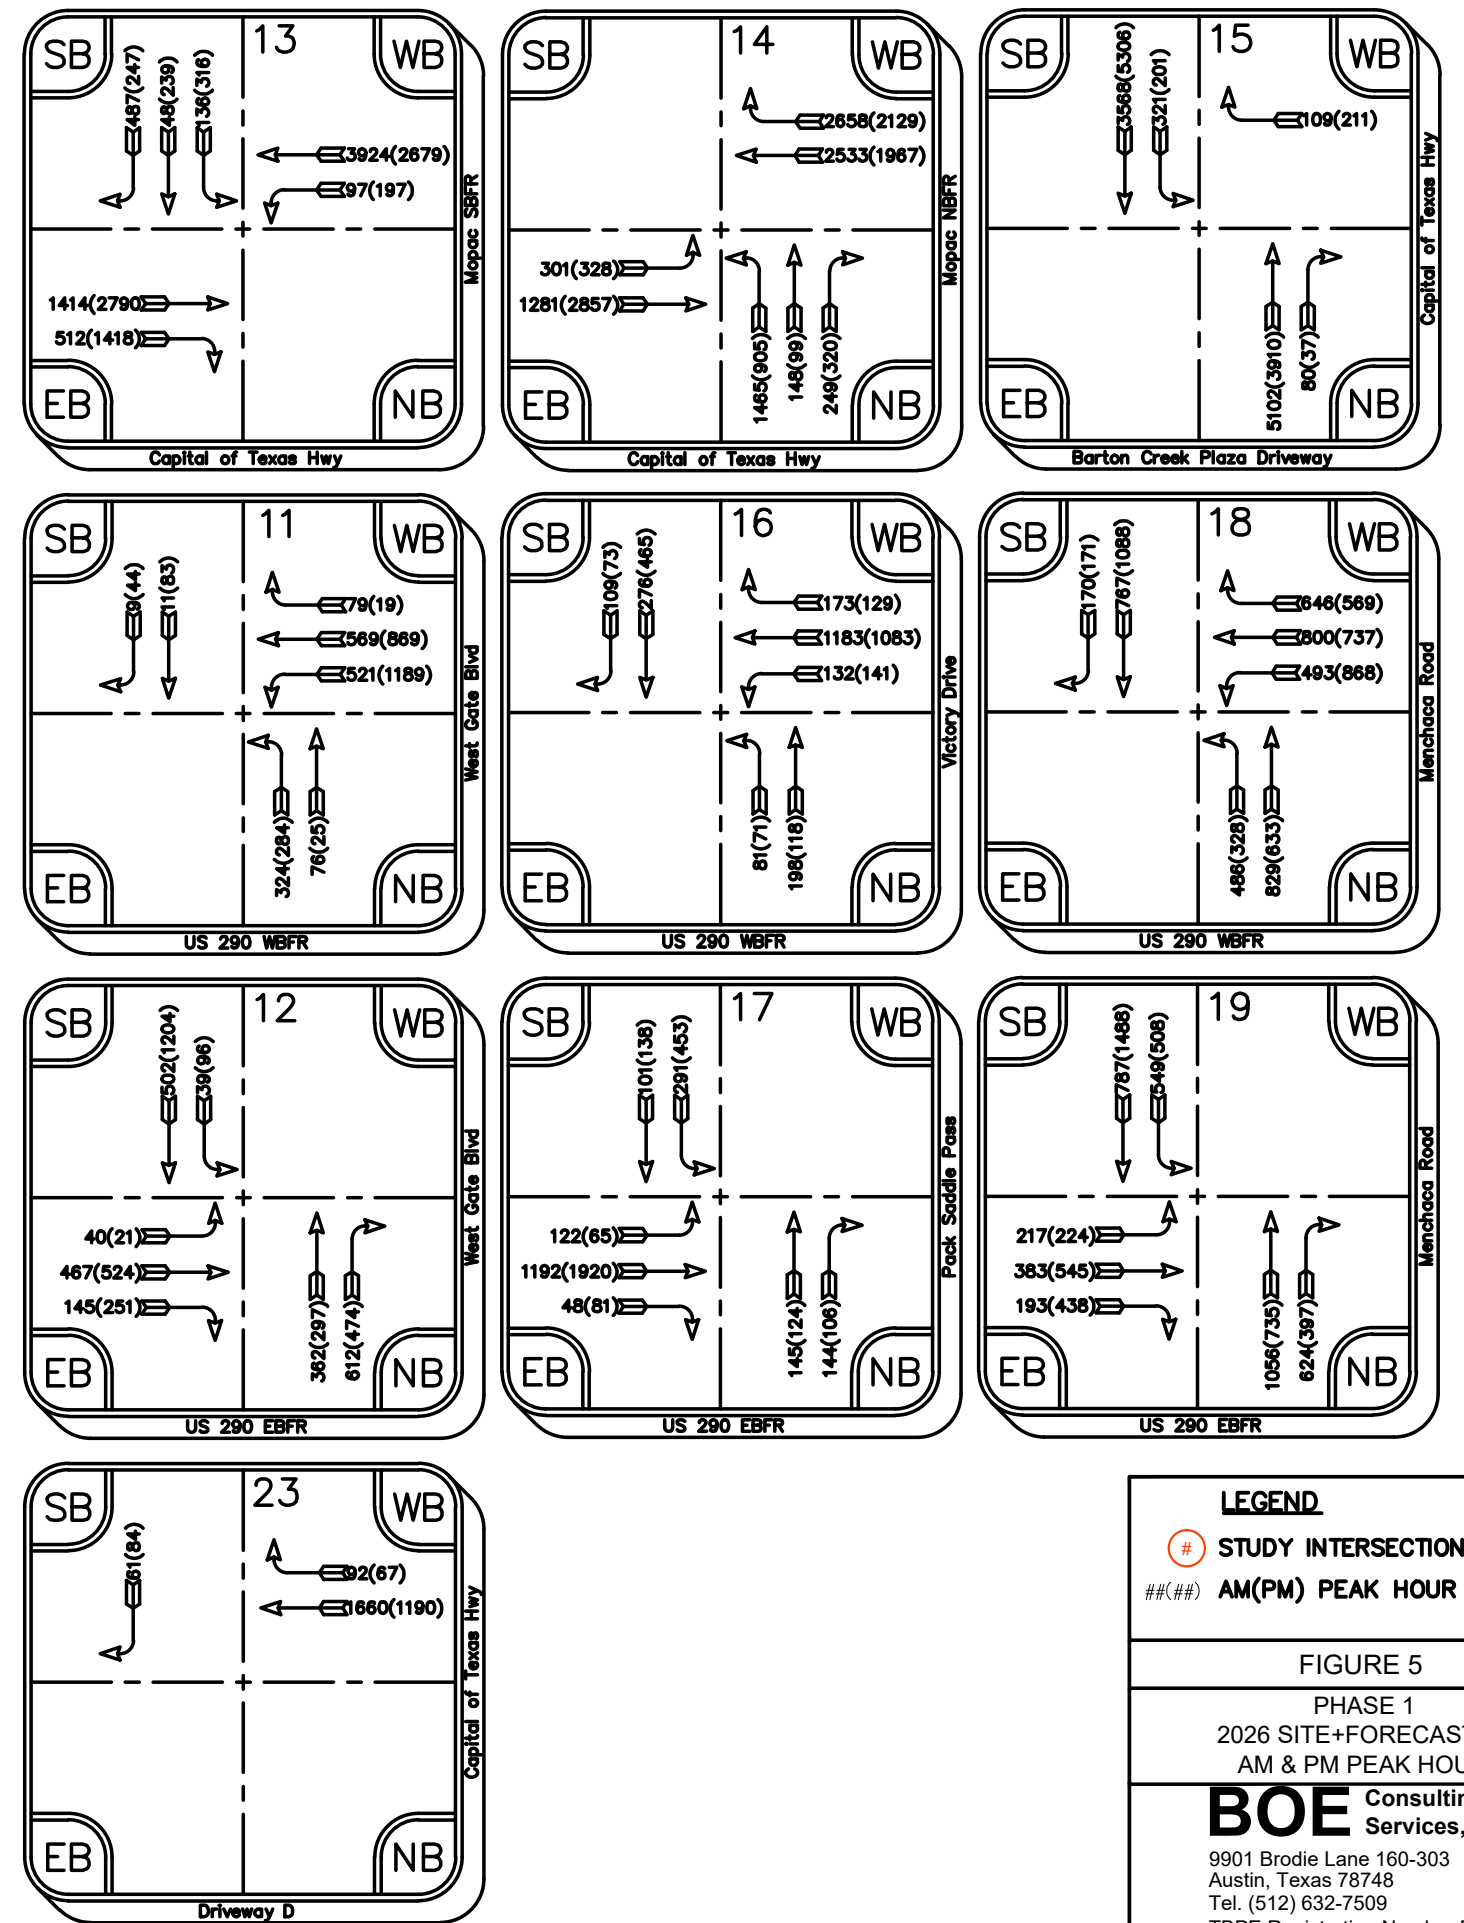 13
SB
WB
487(247)
48(239)
136(316)
3924(2679)
97(197)
1414(2790
512(1418)
EB
NB
Mopac SBFR
Capital of Texas Hwy
14
SB
WB
2658(2129)
2533(1967)
301(328)
1281(2857)
1465(905)
148(99)
249(320)
EB
NB
Mopac NBFR
Capital of Texas Hwy
15
SB
WB
3568(5306)
321(201)
109(211)
5102(3910)
80(37)
EB
NB
Capital of Texas Hwy
Barton Creek Plaza Driveway
11
SB
WB
9(44)
11(83)
79(19)
569(869)
521(1189)
324(284)
76(25)
EB
NB
West Gate Blvd
US 290 WBFR
16
SB
WB
109(73)
276(465)
173(129)
1183(1083)
132(141)
81(71)
198(118)
EB
NB
Victory Drive
US 290 WBFR
18
SB
WB
170(171)
767(1088)
646(569)
800(737)
493(868)
486(328)
829(633)
EB
NB
Menchaca Road
US 290 WBFR
12
SB
WB
502(1204)
39(96)
40(21)
467(524)
145(251)
362(297)
612(474)
EB
NB
West Gate Blvd
US 290 EBFR
17
SB
WB
101(138)
291(453)
122(65)
1192(1920)
48(81)
145(124)
144(106)
EB
NB
Pack Saddle Pass
US 290 EBFR
19
SB
WB
787(1488)
549(508)
217(224)
383(545)
193(438)
1056(735)
624(397)
EB
NB
Menchaca Road
US 290 EBFR
23
SB
WB
61(84)
92(67)
1660(1190)
EB
NB
Capital of Texas Hwy
Driveway D
LEGEND
# STUDY INTERSECTION
##(##) AM(PM) PEAK HOUR
FIGURE 5
PHASE 1
2026 SITE+FORECAST
AM & PM PEAK HOU
BOE Consultin
Services,
9901 Brodie Lane 160-303
Austin, Texas 78748
Tel. (512) 632-7509